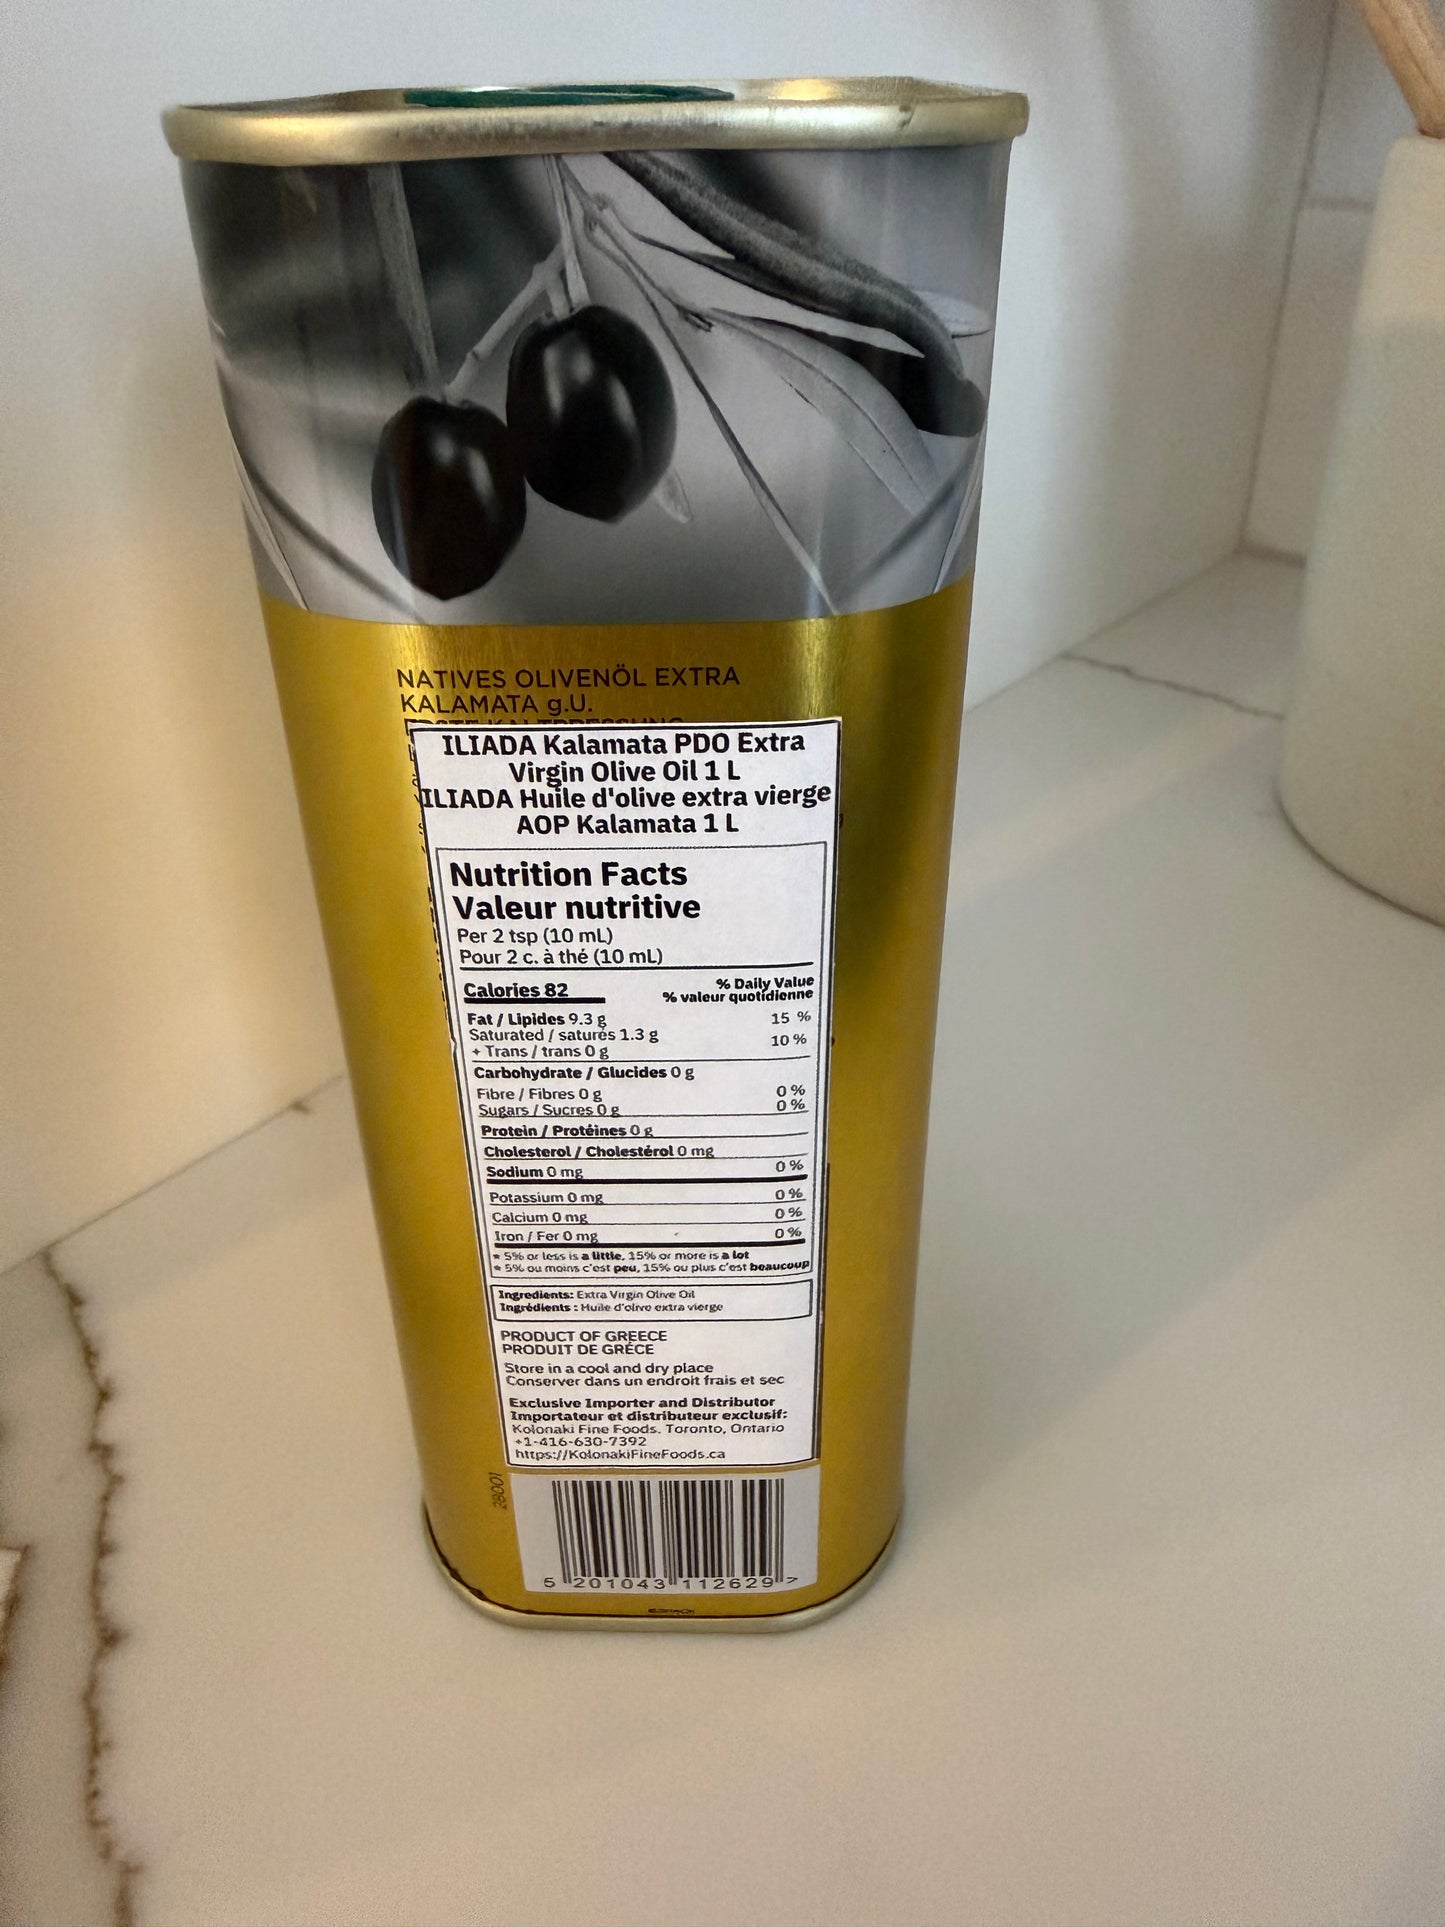 NATIVES OLIVENÖL EXTRA
KALAMATA g.U.
ERSTE KALTPRESSUNG
ILIADA Kalamata PDO Extra
Virgin Olive Oil 1 L
ILIADA Huile d'olive extra vierge
AOP Kalamata 1 L
Nutrition Facts
Valeur nutritive
Per 2 tsp (10 mL)
Pour 2 c. à thé (10 mL)
Calories 82
% Daily Value
% valeur quotidienne
Fat / Lipides 9.3 g 15 %
Saturated / saturés 1.3 g
+ Trans / trans 0 g 10 %
Carbohydrate / Glucides 0 g
Fibre / Fibres 0 g 0 %
Sugars / Sucres 0 g 0 %
Protein / Protéines 0 g
Cholesterol / Cholestérol 0 mg
Sodium 0 mg 0 %
Potassium 0 mg 0 %
Calcium 0 mg 0 %
Iron / Fer 0 mg 0 %
* 5% or less is a little, 15% or more is a lot
* 5% ou moins c'est peu, 15% ou plus c'est beaucoup
Ingredients: Extra Virgin Olive Oil
Ingrédients : Huile d'olive extra vierge
PRODUCT OF GREECE
PRODUIT DE GRÉCE
Store in a cool and dry place
Conserver dans un endroit frais et sec
Exclusive Importer and Distributor
Importateur et distributeur exclusif:
Kolonaki Fine Foods. Toronto, Ontario
+1-416-630-7392
https://KolonakiFineFoods.ca
28001
5 201043 112629 >